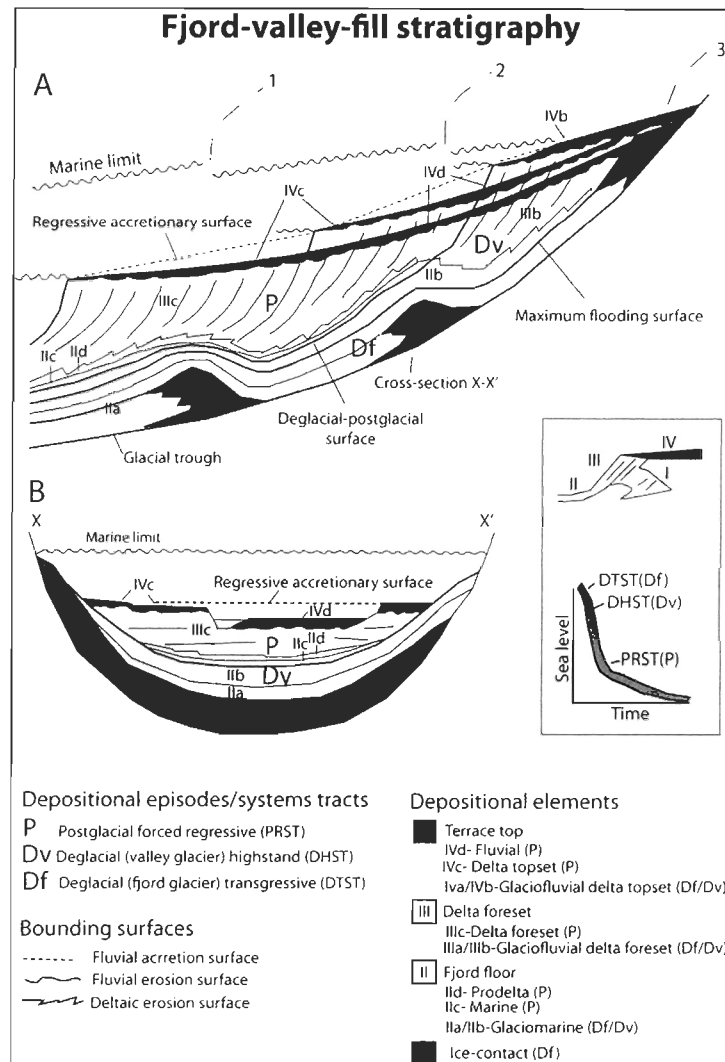 Fjord-valley-fill stratigraphy
A
1
2
3
IVb
Marine limit
IVd
IVc
Regressive accretionary surface
IIIb
Dv
IIIc
P
IIb
Maximum flooding surface
IIc
IId
Df
Cross-section X-X'
IIa
Deglacial-postglacial
surface
Glacial trough
IV
III
I
II
B
X
X'
Marine limit
IVc
Regressive accretionary surface
IVd
IIIc
P
IIc
IId
IIb
Dv
IIa
DTST(Df)
DHST(Dv)
PRST(P)
Sea level
Time
Depositional episodes/systems tracts
P Postglacial forced regressive (PRST)
Dv Deglacial (valley glacier) highstand (DHST)
Df Deglacial (fjord glacier) transgressive (DTST)
Bounding surfaces
Fluvial accretion surface
Fluvial erosion surface
Deltaic erosion surface
Depositional elements
Terrace top
IVd- Fluvial (P)
IVc- Delta topset (P)
Iva/IVb-Glaciofluvial delta topset (Df/Dv)
III Delta foreset
IIIc-Delta foreset (P)
IIIa/IIIb-Glaciofluvial delta foreset (Df/Dv)
II Fjord floor
IId- Prodelta (P)
IIc- Marine (P)
IIa/IIb-Glaciomarine (Df/Dv)
Ice-contact (Df)